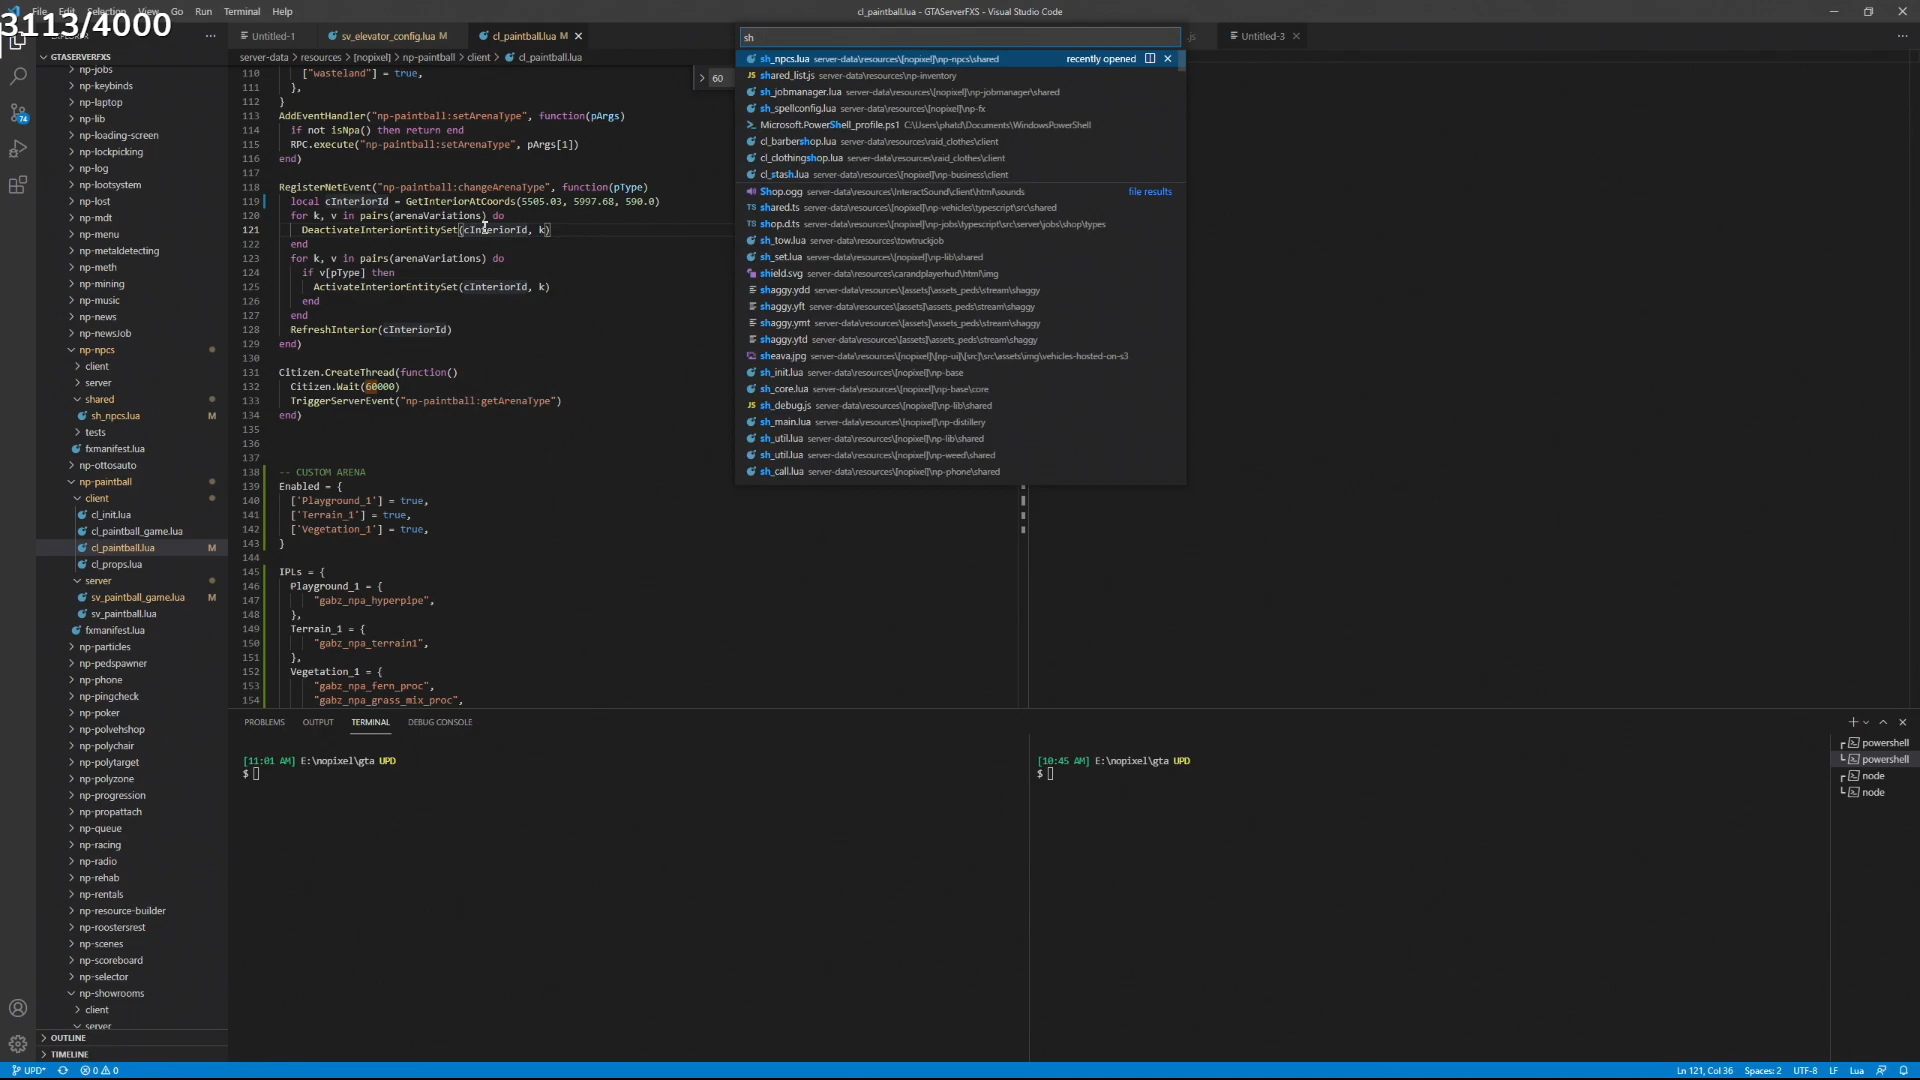 3113/4000
File Edit Selection View Go Run Terminal Help
cl_paintball.lua - GTAServerFXS - Visual Studio Code
Untitled-1
sv_elevator_config.lua M
cl_paintball.lua M
Untitled-3
server-data > resources > [nopixel] > np-paintball > client > cl_paintball.lua
GTASERVERFXS
np-jobs
np-keybinds
np-laptop
np-lib
np-loading-screen
np-lockpicking
np-log
np-lootsystem
np-lost
np-mdt
np-menu
np-metaldetecting
np-meth
np-mining
np-music
np-news
np-newsJob
np-npcs
client
server
shared
sh_npcs.lua M
tests
fxmanifest.lua
np-ottosauto
np-paintball
client
cl_init.lua
cl_paintball_game.lua
cl_paintball.lua M
cl_props.lua
server
sv_paintball_game.lua M
sv_paintball.lua
fxmanifest.lua
np-particles
np-pedspawner
np-phone
np-pingcheck
np-poker
np-polvehshop
np-polychair
np-polytarget
np-polyzone
np-progression
np-propattach
np-queue
np-racing
np-radio
np-rehab
np-rentals
np-resource-builder
np-roostersrest
np-scenes
np-scoreboard
np-selector
np-showrooms
client
server
OUTLINE
TIMELINE
74
110 ["wasteland"] = true,
111 },
112 }
113 AddEventHandler("np-paintball:setArenaType", function(pArgs)
114 if not isNpa() then return end
115 RPC.execute("np-paintball:setArenaType", pArgs[1])
116 end)
117
118 RegisterNetEvent("np-paintball:changeArenaType", function(pType)
119 local cInteriorId = GetInteriorAtCoords(5505.03, 5997.68, 590.0)
120 for k, v in pairs(arenaVariations) do
121 DeactivateInteriorEntitySet(cInteriorId, k)
122 end
123 for k, v in pairs(arenaVariations) do
124 if v[pType] then
125 ActivateInteriorEntitySet(cInteriorId, k)
126 end
127 end
128 RefreshInterior(cInteriorId)
129 end)
130
131 Citizen.CreateThread(function()
132 Citizen.Wait(60000)
133 TriggerServerEvent("np-paintball:getArenaType")
134 end)
135
136
137
138 -- CUSTOM ARENA
139 Enabled = {
140 ['Playground_1'] = true,
141 ['Terrain_1'] = true,
142 ['Vegetation_1'] = true,
143 }
144
145 IPLs = {
146 Playground_1 = {
147 "gabz_npa_hyperpipe",
148 },
149 Terrain_1 = {
150 "gabz_npa_terrain1",
151 },
152 Vegetation_1 = {
153 "gabz_npa_fern_proc",
154 "gabz_npa_grass_mix_proc",
60
sh
sh_npcs.lua server-data\resources\[nopixel]\np-npcs\shared recently opened
shared_list.js server-data\resources\np-inventory
sh_jobmanager.lua server-data\resources\[nopixel]\np-jobmanager\shared
sh_spellconfig.lua server-data\resources\[nopixel]\np-fx
Microsoft.PowerShell_profile.ps1 C:\Users\phatd\Documents\WindowsPowerShell
cl_barbershop.lua server-data\resources\raid_clothes\client
cl_clothingshop.lua server-data\resources\raid_clothes\client
cl_stash.lua server-data\resources\[nopixel]\np-business\client
Shop.ogg server-data\resources\InteractSound\client\html\sounds file results
shared.ts server-data\resources\[nopixel]\np-vehicles\typescript\src\shared
shop.d.ts server-data\resources\[nopixel]\np-jobs\typescript\src\server\jobs\shop\types
sh_tow.lua server-data\resources\towtruckjob
sh_set.lua server-data\resources\[nopixel]\np-lib\shared
shield.svg server-data\resources\carandplayerhud\html\img
shaggy.ydd server-data\resources\[assets]\assets_peds\stream\shaggy
shaggy.yft server-data\resources\[assets]\assets_peds\stream\shaggy
shaggy.ymt server-data\resources\[assets]\assets_peds\stream\shaggy
shaggy.ytd server-data\resources\[assets]\assets_peds\stream\shaggy
sheava.jpg server-data\resources\[nopixel]\[np-ui]\[src]\src\assets\img\vehicles-hosted-on-s3
sh_init.lua server-data\resources\[nopixel]\np-base
sh_core.lua server-data\resources\[nopixel]\np-base\core
sh_debug.js server-data\resources\[nopixel]\np-lib\shared
sh_main.lua server-data\resources\[nopixel]\np-distillery
sh_util.lua server-data\resources\[nopixel]\np-lib\shared
sh_util.lua server-data\resources\[nopixel]\np-weed\shared
sh_call.lua server-data\resources\[nopixel]\np-phone\shared
PROBLEMS OUTPUT TERMINAL DEBUG CONSOLE
[11:01 AM] E:\nopixel\gta UPD
$
[10:45 AM] E:\nopixel\gta UPD
$
powershell
powershell
node
node
UPD* 0 0
Ln 121, Col 36 Spaces: 2 UTF-8 LF Lua